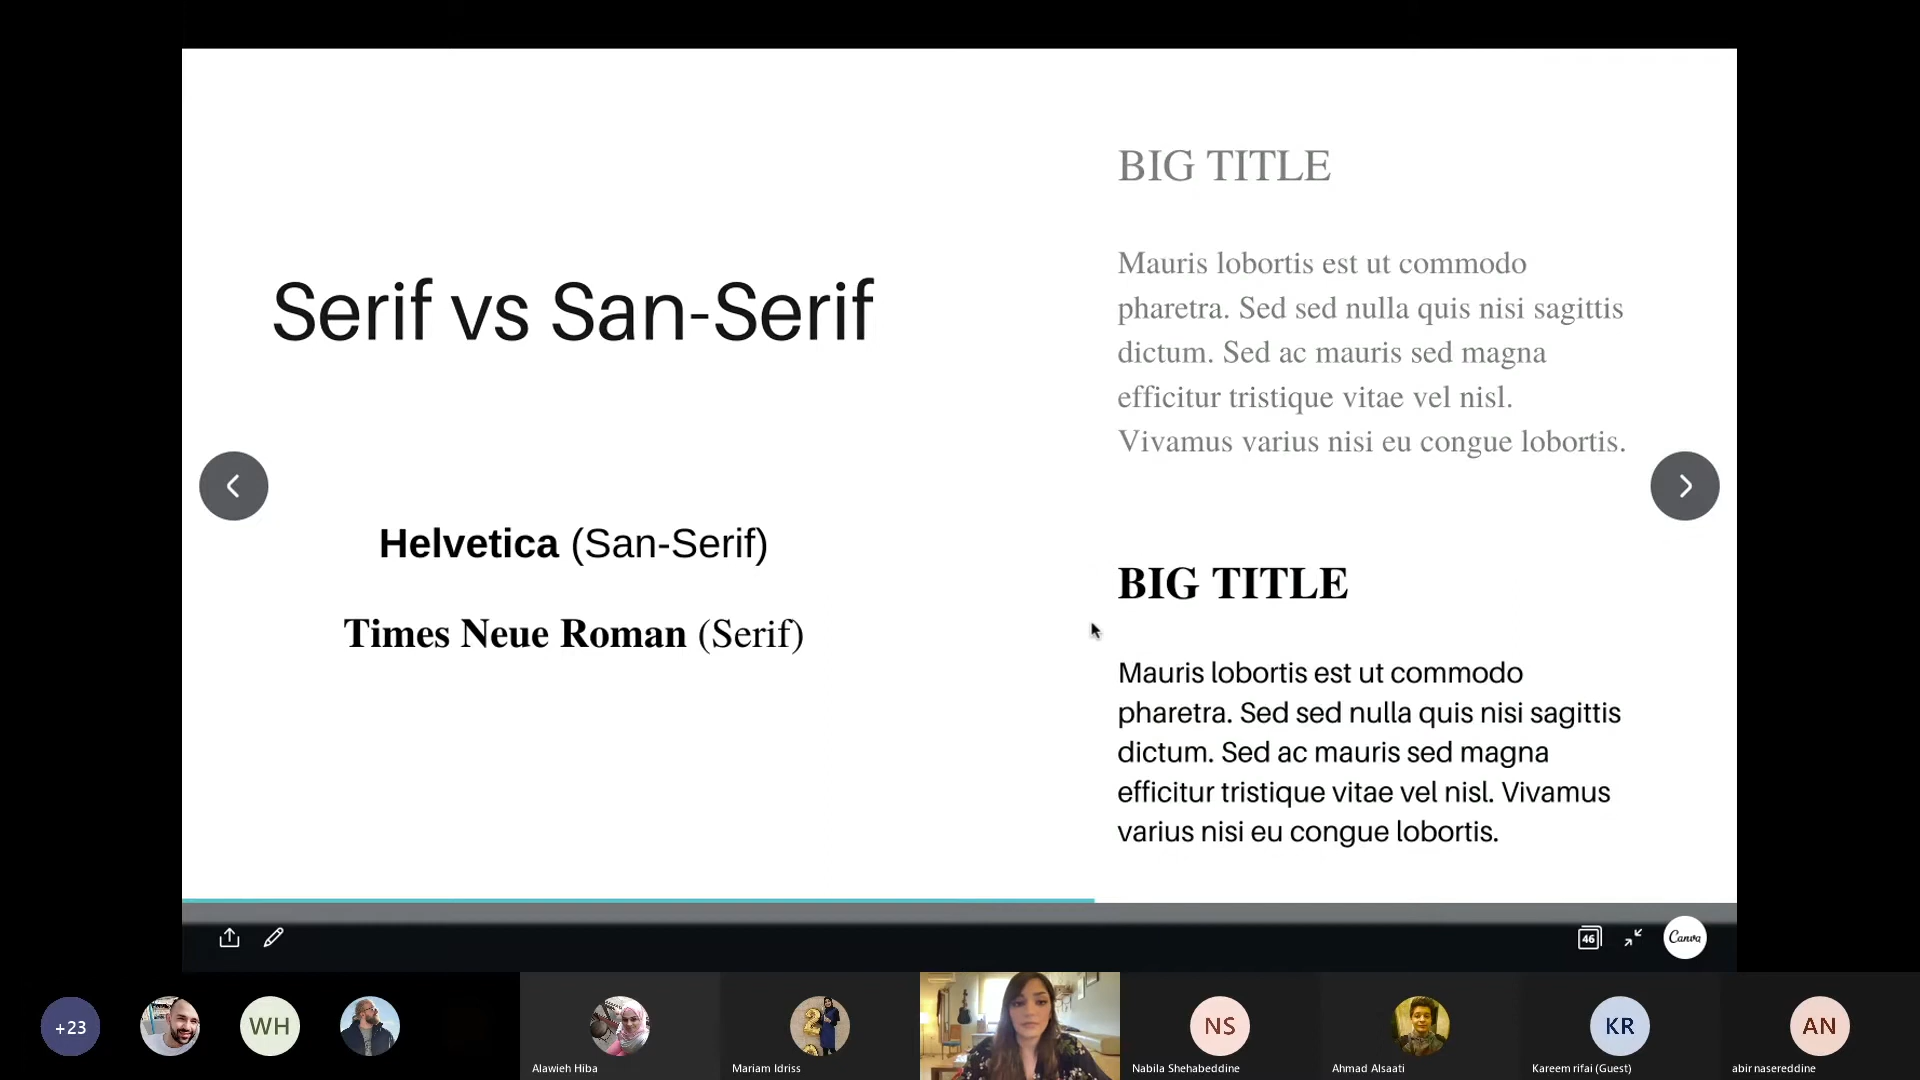 Serif vs San-Serif
Helvetica (San-Serif)
Times Neue Roman (Serif)
BIG TITLE
Mauris lobortis est ut commodo
pharetra. Sed sed nulla quis nisi sagittis
dictum. Sed ac mauris sed magna
efficitur tristique vitae vel nisl.
Vivamus varius nisi eu congue lobortis.
BIG TITLE
Mauris lobortis est ut commodo
pharetra. Sed sed nulla quis nisi sagittis
dictum. Sed ac mauris sed magna
efficitur tristique vitae vel nisl. Vivamus
varius nisi eu congue lobortis.
46
Canva
+23
WH
2
NS
KR
AN
Alawieh Hiba
Mariam Idriss
Nabila Shehabeddine
Ahmad Alsaati
Kareem rifai (Guest)
abir nasereddine